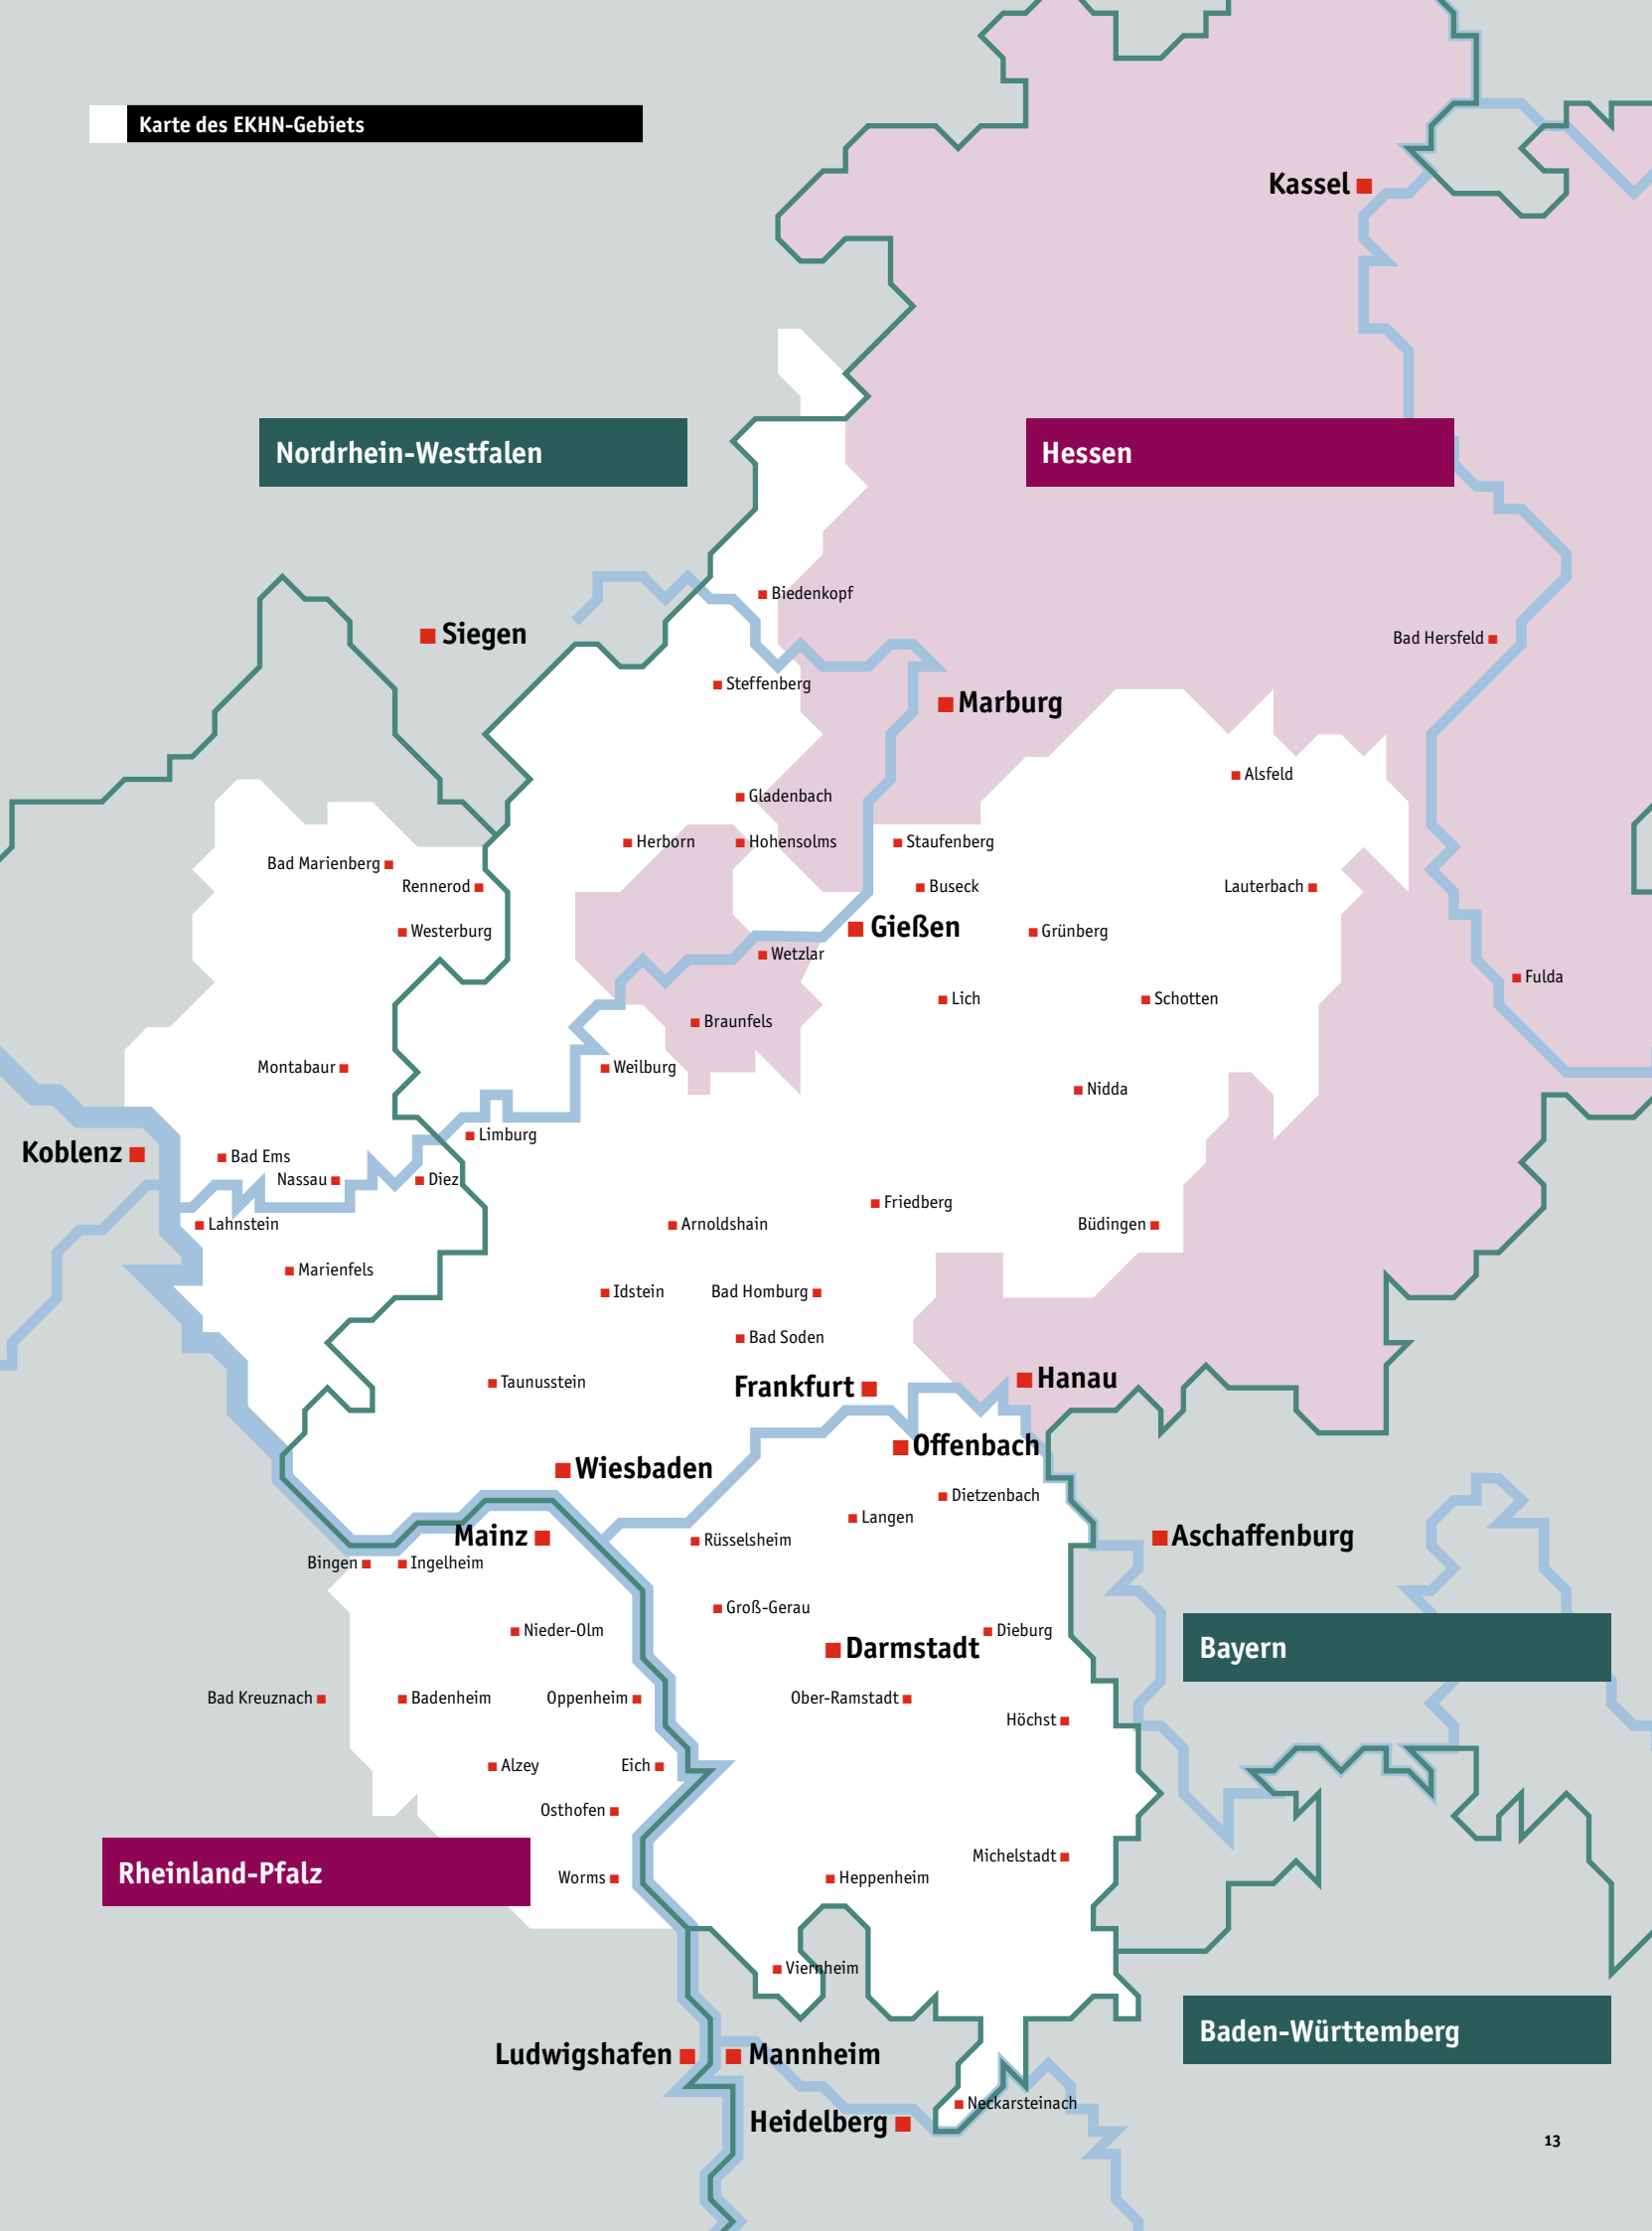 Karte des EKHN-Gebiets
Kassel
Nordrhein-Westfalen
Hessen
Biedenkopf
Siegen
Bad Hersfeld
Steffenberg
Marburg
Alsfeld
Gladenbach
Herborn
Hohensolms
Staufenberg
Bad Marienberg
Rennerod
Buseck
Lauterbach
Westerburg
Gießen
Grünberg
Wetzlar
Fulda
Lich
Schotten
Braunfels
Montabaur
Weilburg
Nidda
Limburg
Koblenz
Bad Ems
Nassau
Diez
Friedberg
Lahnstein
Arnoldshain
Büdingen
Marienfels
Idstein
Bad Homburg
Bad Soden
Taunusstein
Frankfurt
Hanau
Offenbach
Wiesbaden
Dietzenbach
Langen
Mainz
Rüsselsheim
Aschaffenburg
Bingen
Ingelheim
Groß-Gerau
Nieder-Olm
Dieburg
Darmstadt
Bayern
Bad Kreuznach
Badenheim
Oppenheim
Ober-Ramstadt
Höchst
Alzey
Eich
Osthofen
Michelstadt
Rheinland-Pfalz
Worms
Heppenheim
Viernheim
Baden-Württemberg
Ludwigshafen
Mannheim
Neckarsteinach
Heidelberg
13